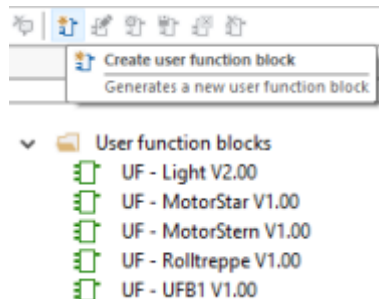 Create user function block
Generates a new user function block
User function blocks
UF - Light V2.00
UF - MotorStar V1.00
UF - MotorStern V1.00
UF - Rolltreppe V1.00
UF - UFB1 V1.00